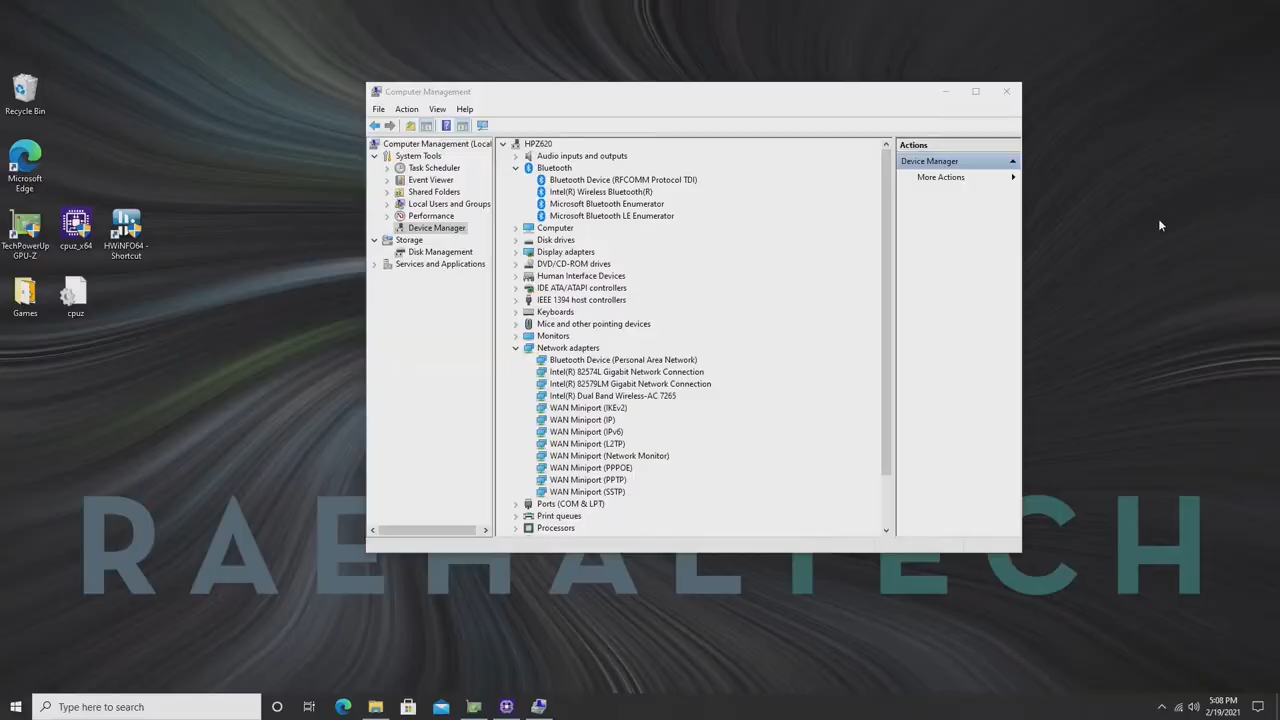 Recycle Bin
Microsoft
Edge
TechPowerUp
GPU-Z
cpuz_x64
HWiNFO64 -
Shortcut
Games
cpuz
Computer Management
File
Action
View
Help
Computer Management (Local
System Tools
Task Scheduler
Event Viewer
Shared Folders
Local Users and Groups
Performance
Device Manager
Storage
Disk Management
Services and Applications
HPZ620
Audio inputs and outputs
Bluetooth
Bluetooth Device (RFCOMM Protocol TDI)
Intel(R) Wireless Bluetooth(R)
Microsoft Bluetooth Enumerator
Microsoft Bluetooth LE Enumerator
Computer
Disk drives
Display adapters
DVD/CD-ROM drives
Human Interface Devices
IDE ATA/ATAPI controllers
IEEE 1394 host controllers
Keyboards
Mice and other pointing devices
Monitors
Network adapters
Bluetooth Device (Personal Area Network)
Intel(R) 82574L Gigabit Network Connection
Intel(R) 82579LM Gigabit Network Connection
Intel(R) Dual Band Wireless-AC 7265
WAN Miniport (IKEv2)
WAN Miniport (IP)
WAN Miniport (IPv6)
WAN Miniport (L2TP)
WAN Miniport (Network Monitor)
WAN Miniport (PPPOE)
WAN Miniport (PPTP)
WAN Miniport (SSTP)
Ports (COM & LPT)
Print queues
Processors
Actions
Device Manager
More Actions
RAEHALTECH
Type here to search
5:08 PM
2/19/2021